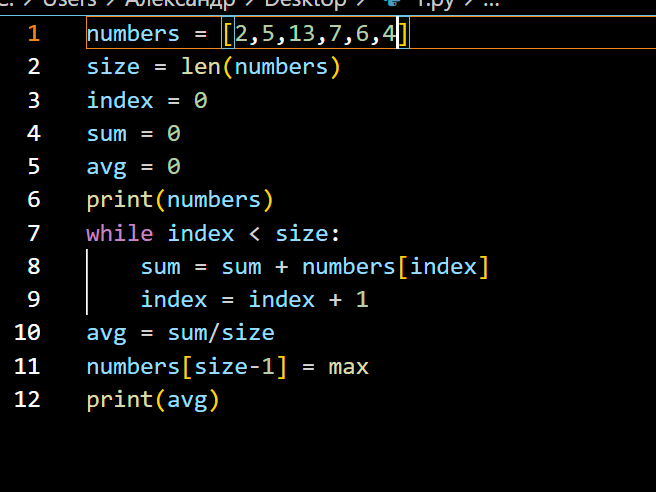 C: > Users > Александр > Desktop > 1.py > ...
1 numbers = [2,5,13,7,6,4]
2 size = len(numbers)
3 index = 0
4 sum = 0
5 avg = 0
6 print(numbers)
7 while index < size:
8 sum = sum + numbers[index]
9 index = index + 1
10 avg = sum/size
11 numbers[size-1] = max
12 print(avg)